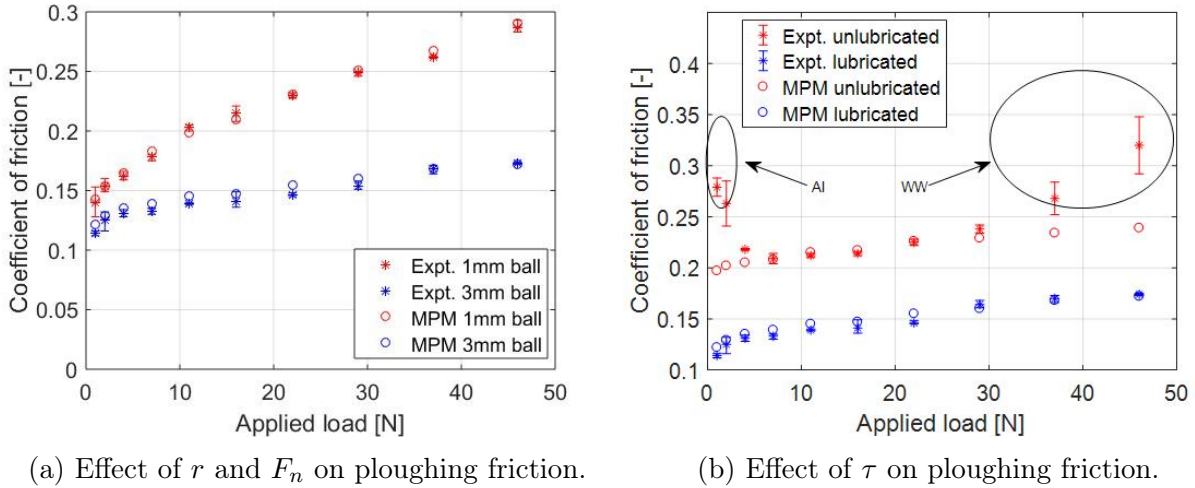 0.3
0.25
0.2
0.15
0.1
0.05
0
Coefficient of friction [-]
Expt. 1mm ball
Expt. 3mm ball
MPM 1mm ball
MPM 3mm ball
0 10 20 30 40 50
Applied load [N]
(a) Effect of r and Fn on ploughing friction.
0.4
0.35
0.3
0.25
0.2
0.15
0.1
Coefficient of friction [-]
Expt. unlubricated
Expt. lubricated
MPM unlubricated
MPM lubricated
AI
WW
0 10 20 30 40 50
Applied load [N]
(b) Effect of τ on ploughing friction.